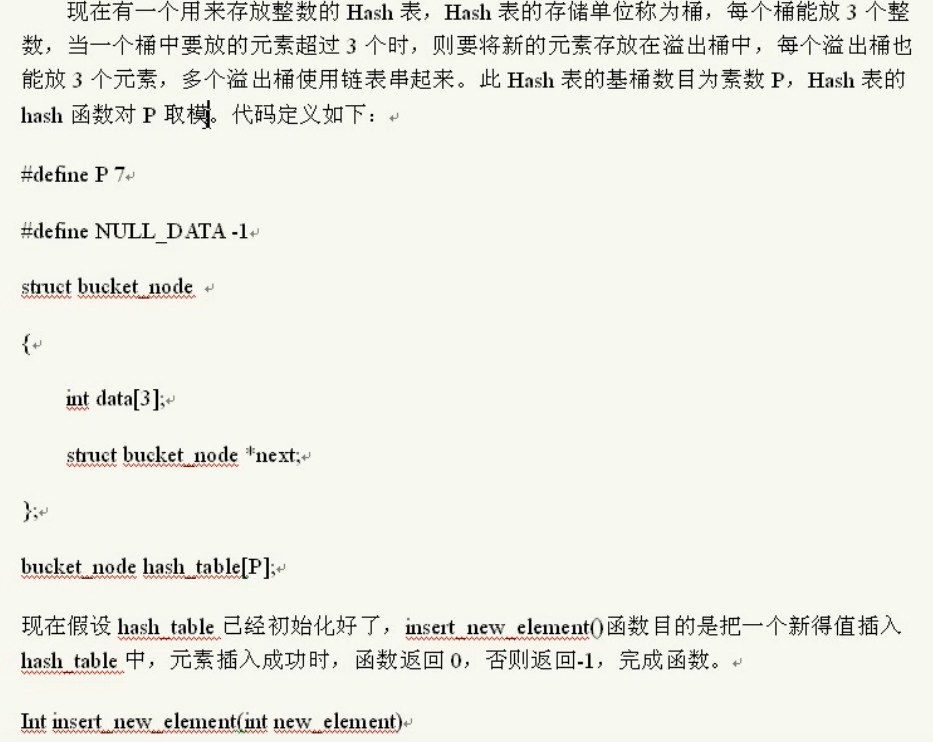 现在有一个用来存放整数的 Hash 表，Hash 表的存储单位称为桶，每个桶能放 3 个整
数，当一个桶中要放的元素超过 3 个时，则要将新的元素存放在溢出桶中，每个溢出桶也
能放 3 个元素，多个溢出桶使用链表串起来。此 Hash 表的基桶数目为素数 P，Hash 表的
hash 函数对 P 取模。代码定义如下：
#define P 7
#define NULL_DATA -1
struct bucket_node
{
int data[3];
struct bucket_node *next;
};
bucket_node hash_table[P];
现在假设 hash_table 已经初始化好了，insert_new_element()函数目的是把一个新得值插入
hash_table 中，元素插入成功时，函数返回 0，否则返回-1，完成函数。
Int insert_new_element(int new_element)